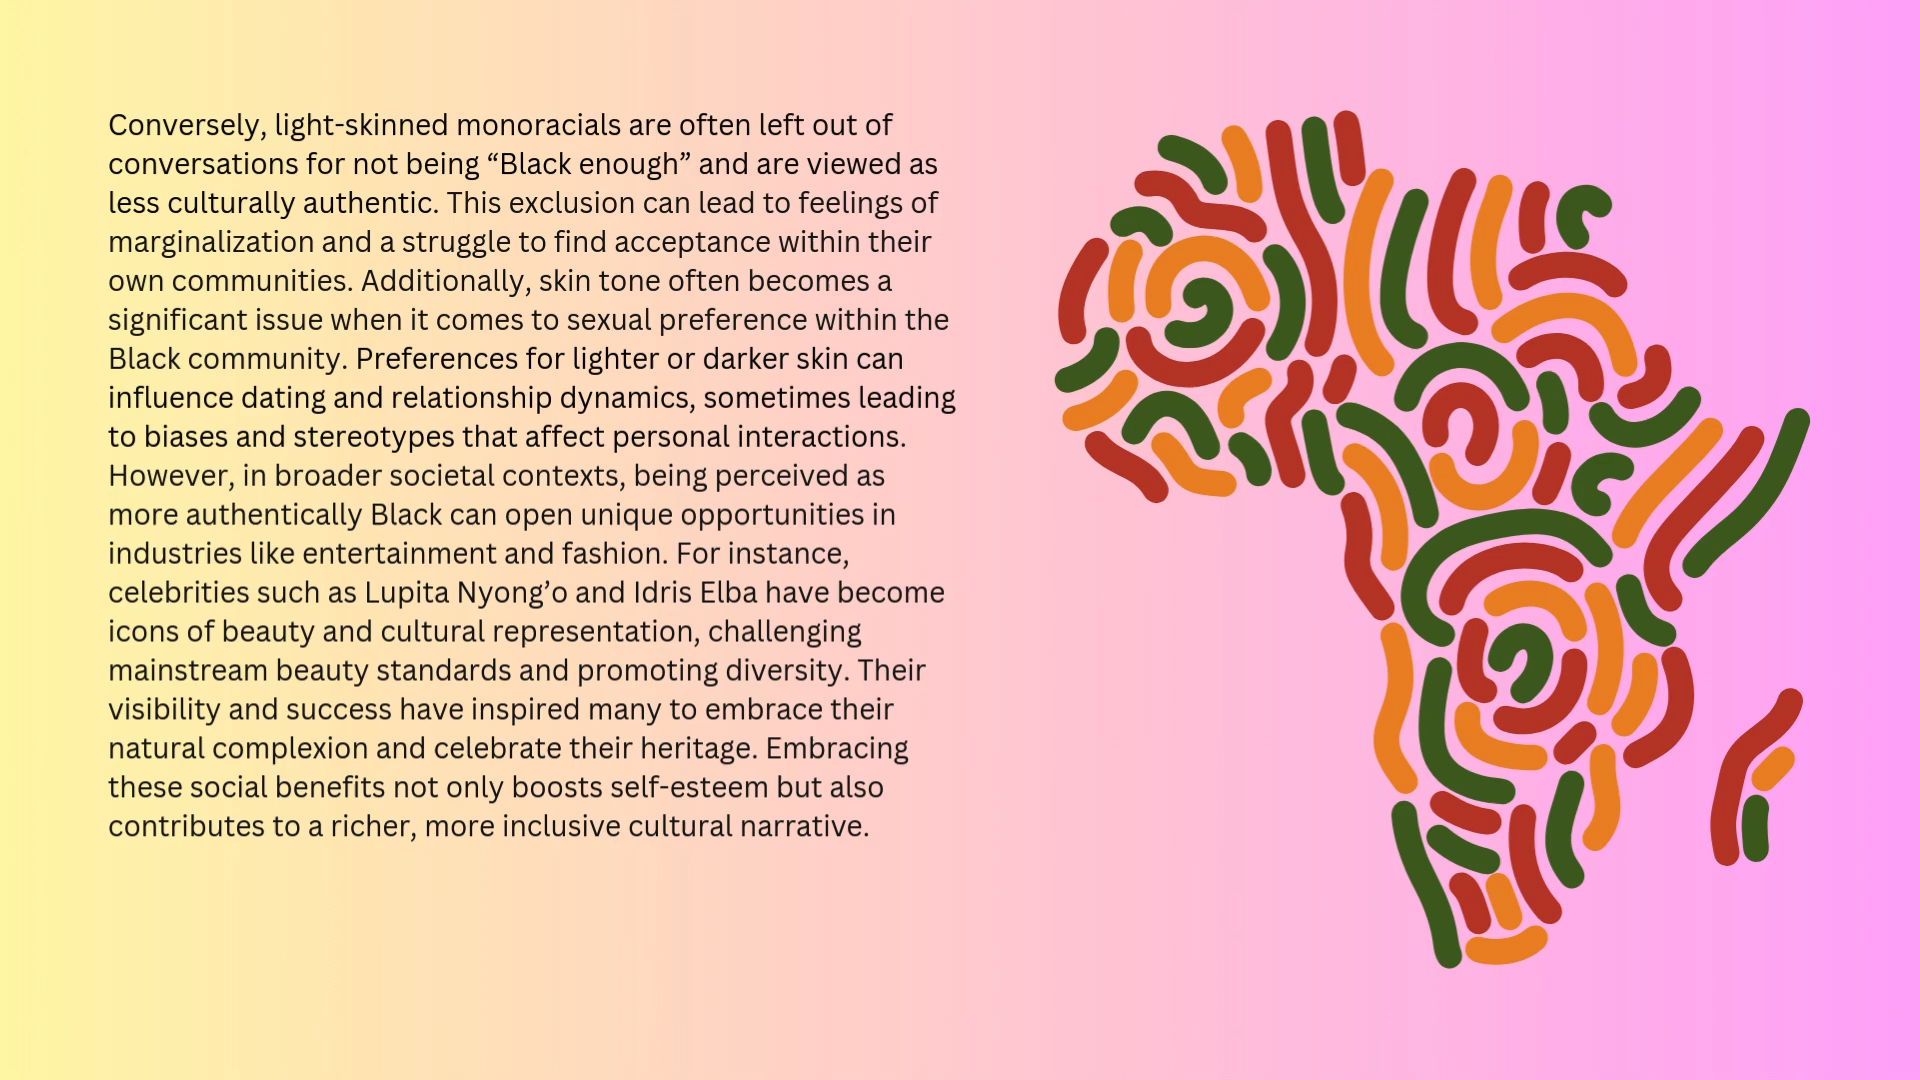 Conversely, light-skinned monoracials are often left out of
conversations for not being “Black enough” and are viewed as
less culturally authentic. This exclusion can lead to feelings of
marginalization and a struggle to find acceptance within their
own communities. Additionally, skin tone often becomes a
significant issue when it comes to sexual preference within the
Black community. Preferences for lighter or darker skin can
influence dating and relationship dynamics, sometimes leading
to biases and stereotypes that affect personal interactions.
However, in broader societal contexts, being perceived as
more authentically Black can open unique opportunities in
industries like entertainment and fashion. For instance,
celebrities such as Lupita Nyong’o and Idris Elba have become
icons of beauty and cultural representation, challenging
mainstream beauty standards and promoting diversity. Their
visibility and success have inspired many to embrace their
natural complexion and celebrate their heritage. Embracing
these social benefits not only boosts self-esteem but also
contributes to a richer, more inclusive cultural narrative.